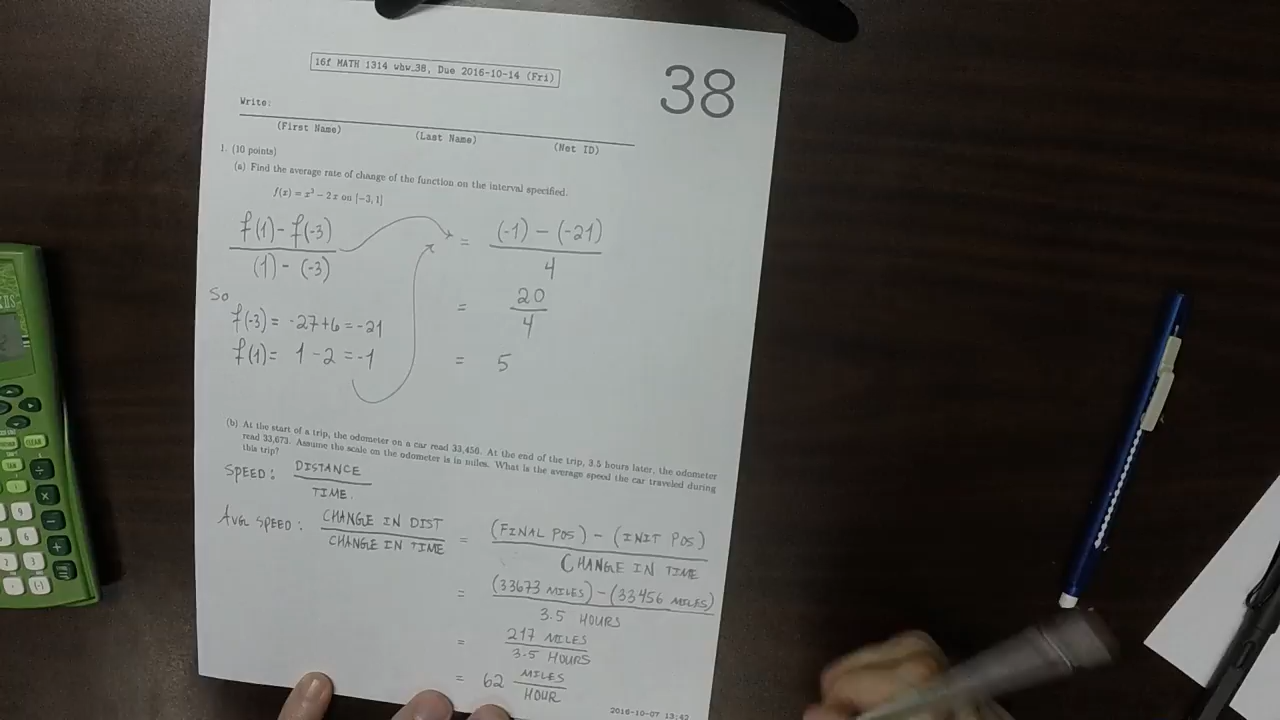 38
16f MATH 1314 wbw_38, Due 2016-10-14 (Fri)
Write:
(First Name) (Last Name) (Net ID)
1. (10 points)
(a) Find the average rate of change of the function on the interval specified.
f(x) = x³ − 2x on [−3, 1]
f(1) - f(-3) / (1) - (-3) = (-1) - (-21) / 4
So
= 20 / 4
f(-3) = -27+6 = -21
f(1) = 1 - 2 = -1
= 5
(b) At the start of a trip, the odometer on a car read 33,456. At the end of the trip, 3.5 hours later, the odometer
read 33,673. Assume the scale on the odometer is in miles. What is the average speed the car traveled during
this trip?
SPEED: DISTANCE / TIME.
AVG SPEED: CHANGE IN DIST / CHANGE IN TIME = (FINAL POS) - (INIT POS) / CHANGE IN TIME
= (33673 MILES) - (33456 MILES) / 3.5 HOURS
= 217 MILES / 3.5 HOURS
= 62 MILES / HOUR
2016-10-07 13:42